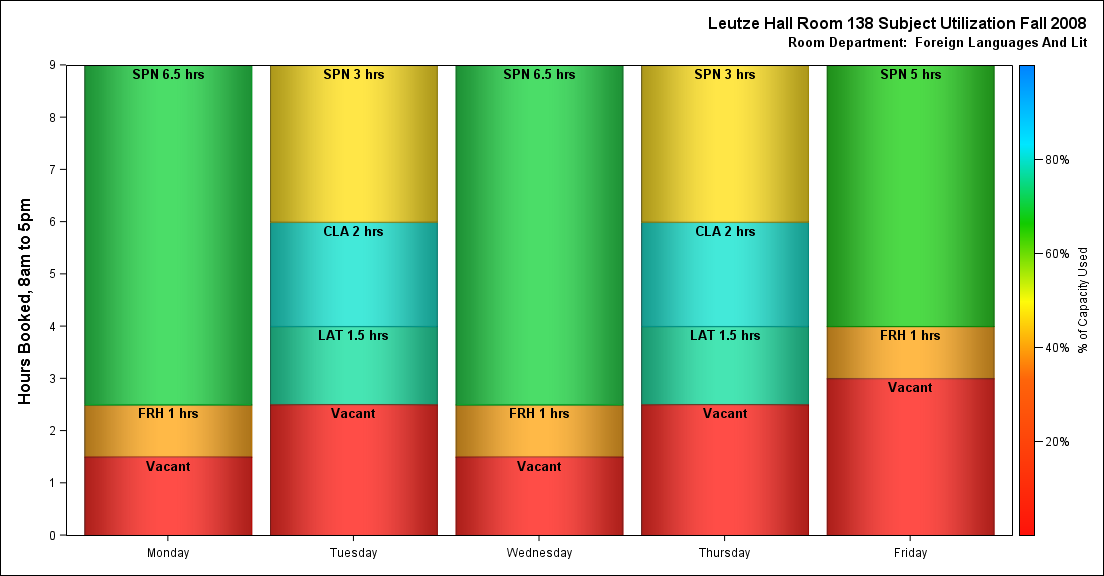 Leutze Hall Room 138 Subject Utilization Fall 2008
Room Department: Foreign Languages And Lit
Hours Booked, 8am to 5pm
9
8
7
6
5
4
3
2
1
0
SPN 6.5 hrs
FRH 1 hrs
Vacant
SPN 3 hrs
CLA 2 hrs
LAT 1.5 hrs
Vacant
SPN 6.5 hrs
FRH 1 hrs
Vacant
SPN 3 hrs
CLA 2 hrs
LAT 1.5 hrs
Vacant
SPN 5 hrs
FRH 1 hrs
Vacant
Monday Tuesday Wednesday Thursday Friday
80%
60%
40%
20%
% of Capacity Used